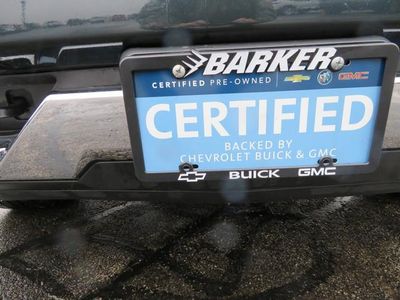 BARKER
CERTIFIED PRE-OWNED GMC
CERTIFIED
BACKED BY
CHEVROLET BUICK & GMC
BUICK GMC